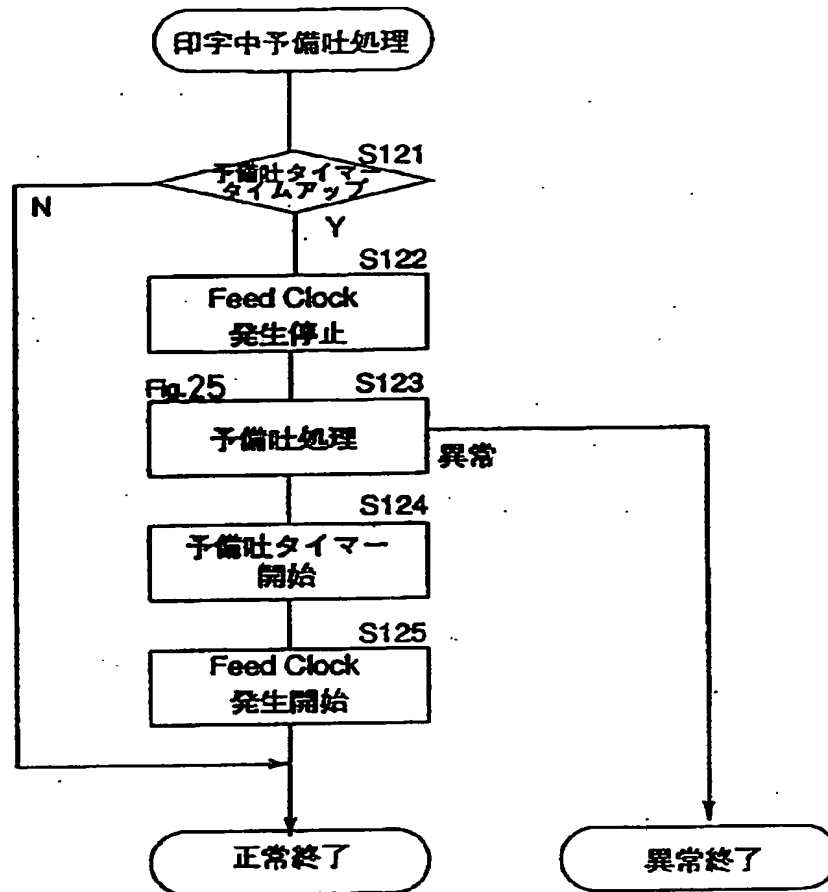 印字中予備吐処理
S121
予備吐タイマー
タイムアップ
N
Y
S122
Feed Clock
発生停止
Fig.25
S123
予備吐処理
異常
S124
予備吐タイマー
開始
S125
Feed Clock
発生開始
正常終了
異常終了